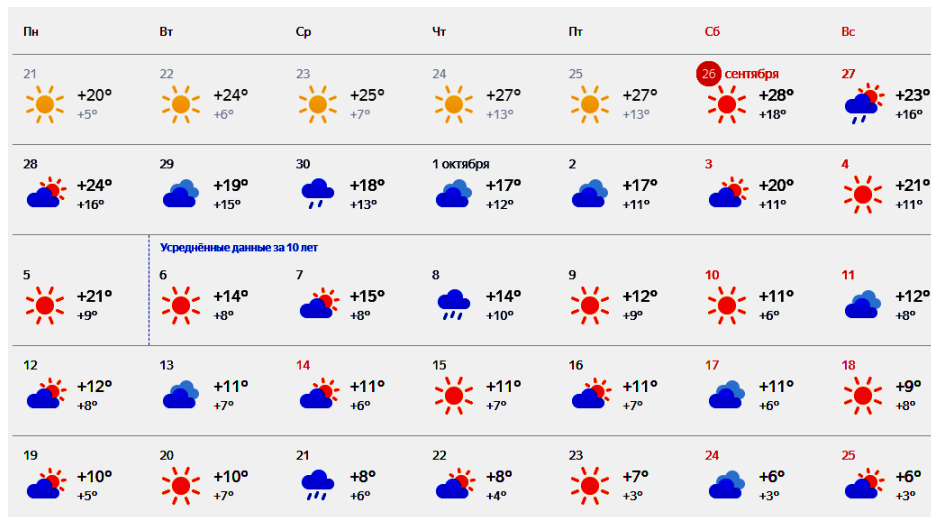 Пн Вт Ср Чт Пт Сб Вс
21 22 23 24 25 26 сентября 27
+20° +24° +25° +27° +27° +28° +23°
+5° +6° +7° +13° +13° +18° +16°
28 29 30 1 октября 2 3 4
+24° +19° +18° +17° +17° +20° +21°
+16° +15° +13° +12° +11° +11° +11°
Усреднённые данные за 10 лет
5 6 7 8 9 10 11
+21° +14° +15° +14° +12° +11° +12°
+9° +8° +8° +10° +9° +6° +8°
12 13 14 15 16 17 18
+12° +11° +11° +11° +11° +11° +9°
+8° +7° +6° +7° +7° +6° +8°
19 20 21 22 23 24 25
+10° +10° +8° +8° +7° +6° +6°
+5° +7° +6° +4° +3° +3° +3°